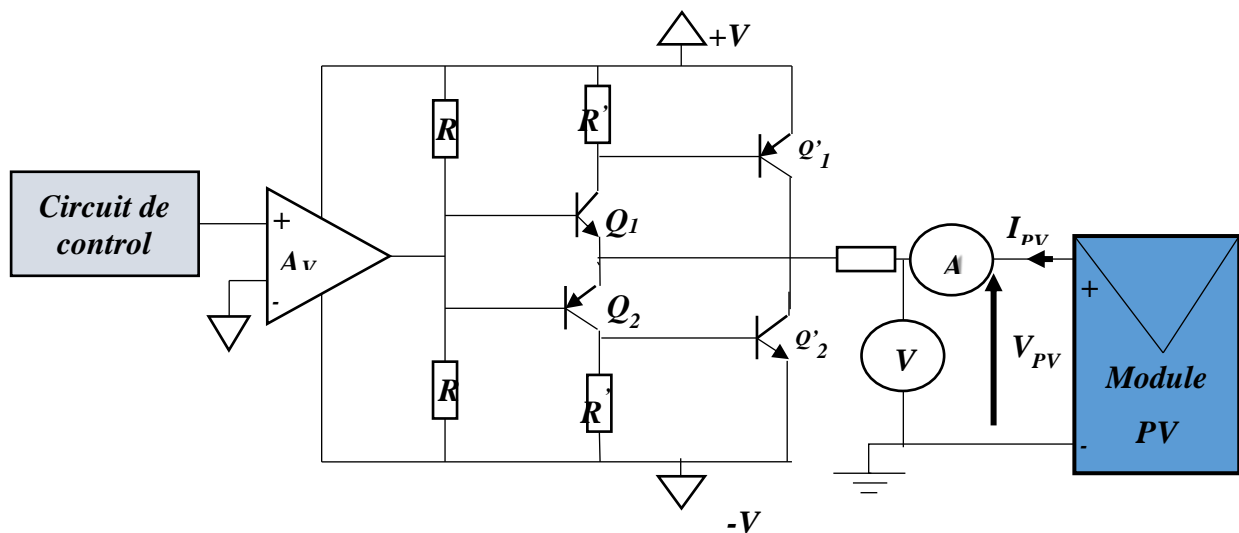 +V
R
R'
Q'1
Circuit de
control
+
AV
-
Q1
Q2
R
R'
Q'2
A
V
IPV
+
VPV
Module
PV
-
-V